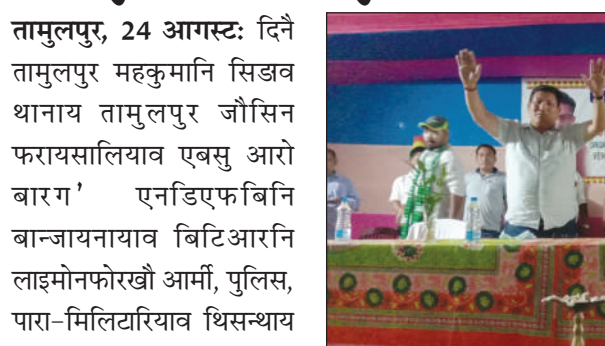 तामुलपुर, 24 आगस्टः दिनै
तामुलपुर महकुमानि सिडाव
थानाय तामुलपुर जौसिन
फरायसालियाव एबसु आरो
बारग' एनडिएफबिनि
बान्जायनायाव बिटिआरनि
लाइमोनफोरखौ आर्मी, पुलिस,
पारा-मिलिटारियाव थिसन्थाय